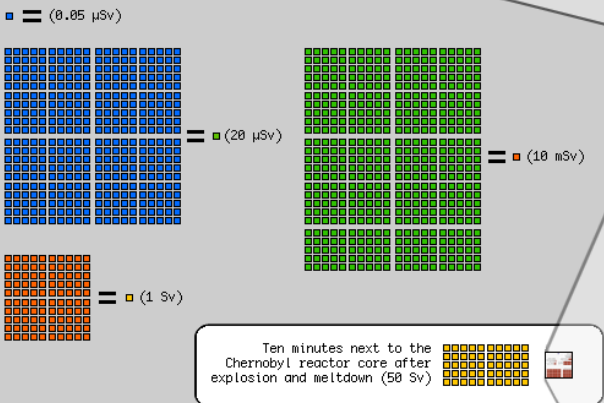 (0.05 µSv)
(20 µSv)
(10 mSv)
(1 Sv)
Ten minutes next to the
Chernobyl reactor core after
explosion and meltdown (50 Sv)